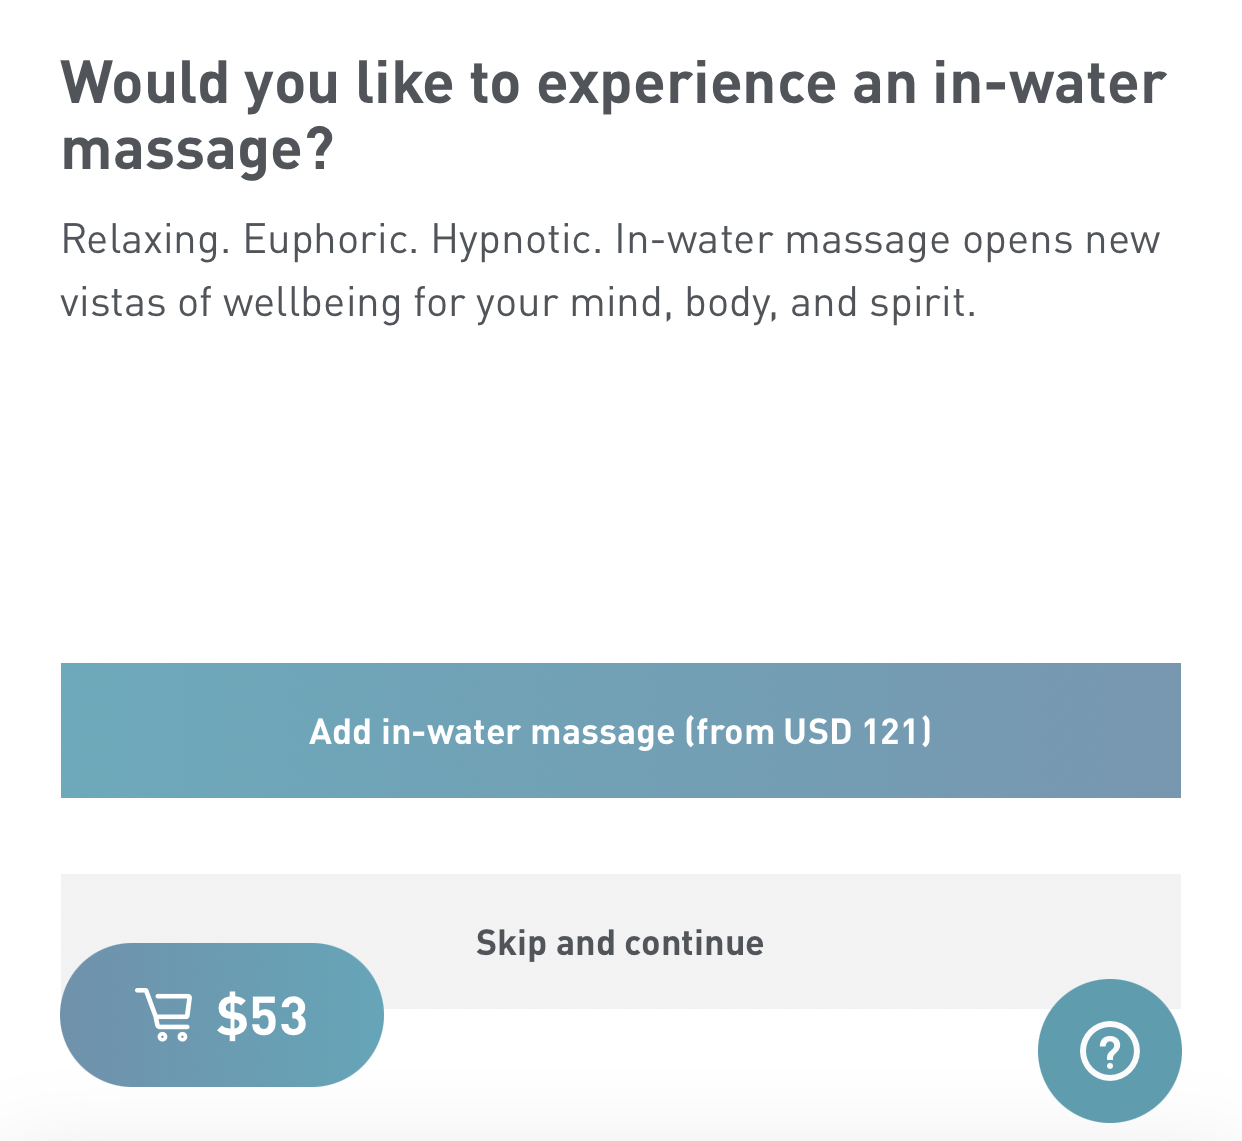 Would you like to experience an in-water
massage?
Relaxing. Euphoric. Hypnotic. In-water massage opens new
vistas of wellbeing for your mind, body, and spirit.
Add in-water massage (from USD 121)
Skip and continue
$53
?